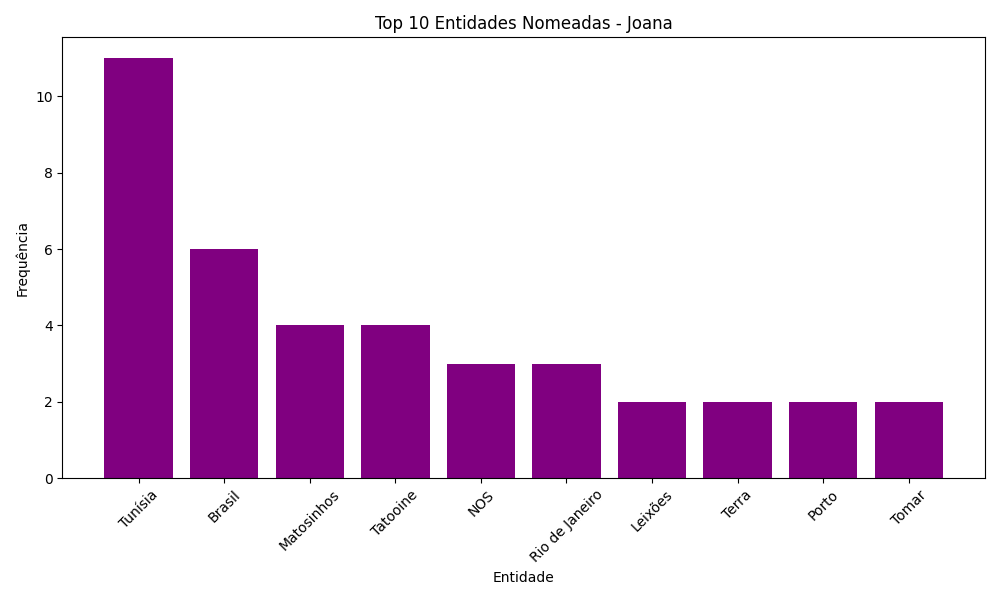 Top 10 Entidades Nomeadas - Joana
Frequência
10
8
6
4
2
0
Tunísia
Brasil
Matosinhos
Tatooine
NOS
Rio de Janeiro
Leixões
Terra
Porto
Tomar
Entidade